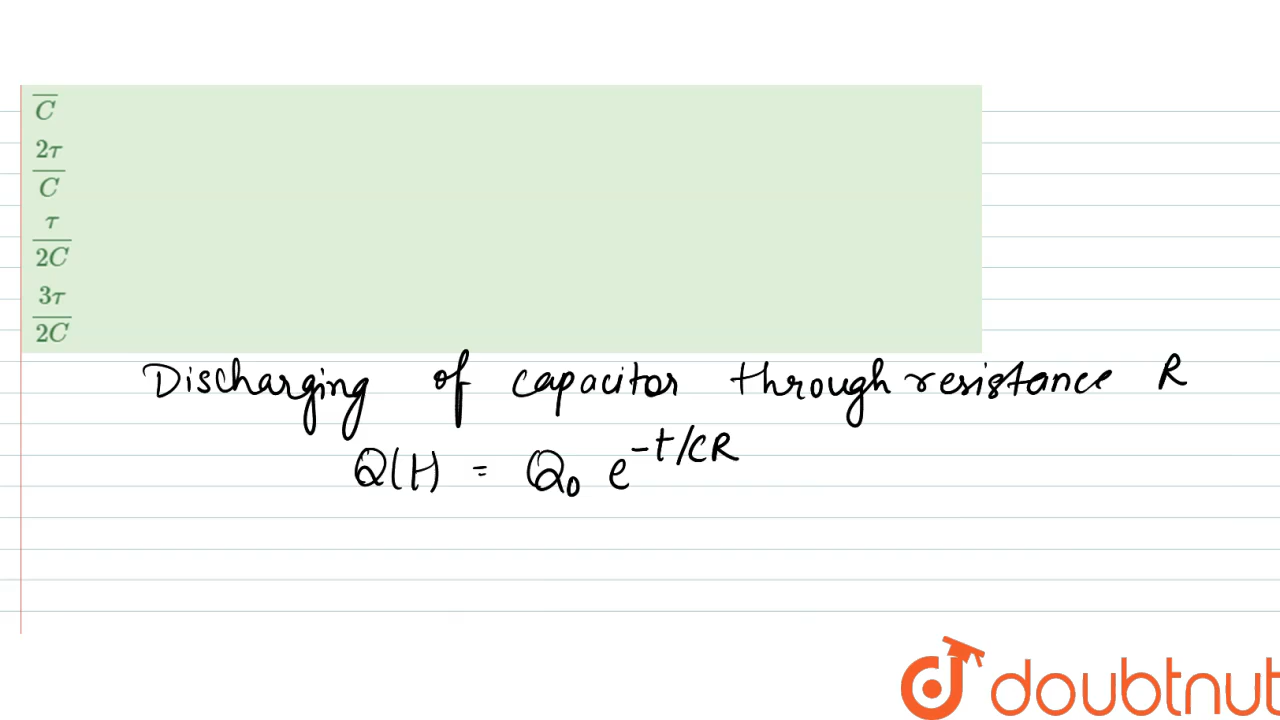 C
2τ
C
τ
2C
3τ
2C
Discharging of capacitor through resistance R
Q(t) = Q₀ e^{-t/CR}
doubtnut